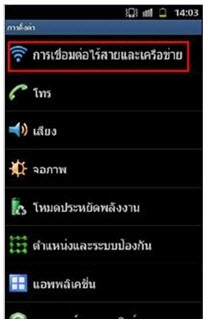 14:03
การตั้งค่า
การเชื่อมต่อไร้สายและเครือข่าย
โทร
เสียง
จอภาพ
โหมดประหยัดพลังงาน
ตำแหน่งและระบบป้องกัน
แอพพลิเคชั่น